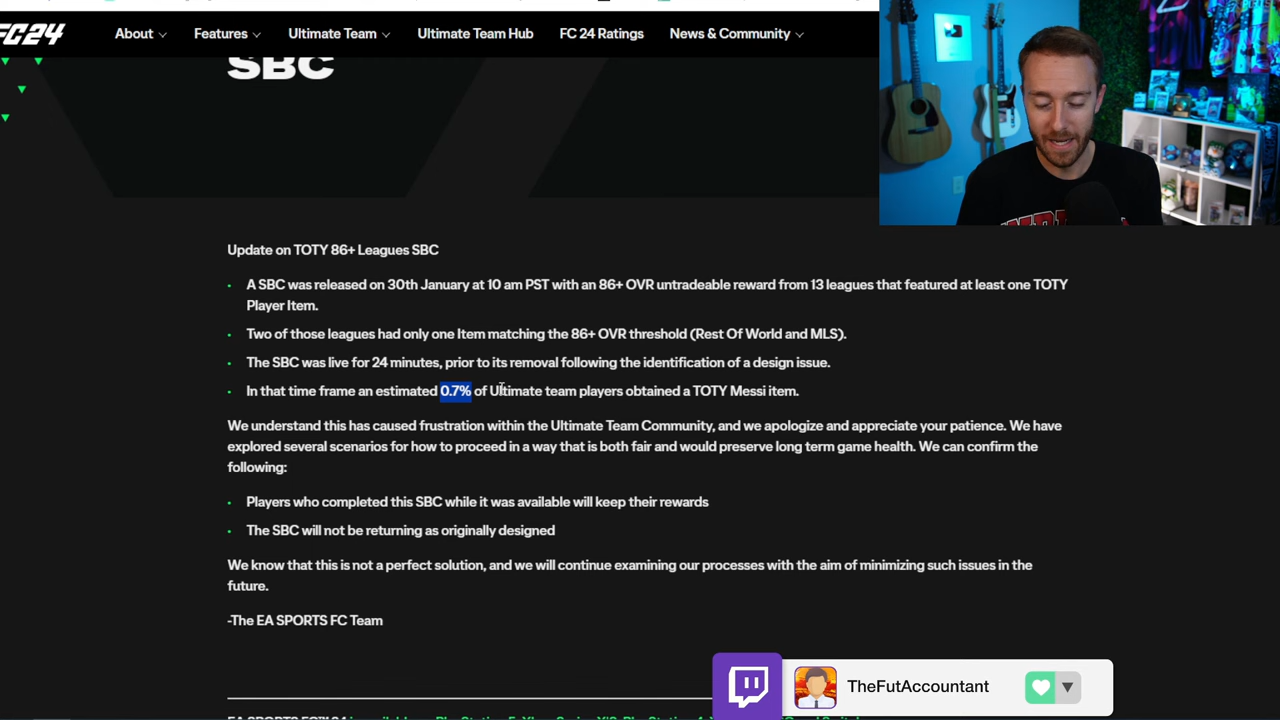 FC24
About
Features
Ultimate Team
Ultimate Team Hub
FC 24 Ratings
News & Community
SBC
Update on TOTY 86+ Leagues SBC
A SBC was released on 30th January at 10 am PST with an 86+ OVR untradeable reward from 13 leagues that featured at least one TOTY
Player Item.
Two of those leagues had only one Item matching the 86+ OVR threshold (Rest Of World and MLS).
The SBC was live for 24 minutes, prior to its removal following the identification of a design issue.
In that time frame an estimated 0.7% of Ultimate team players obtained a TOTY Messi item.
We understand this has caused frustration within the Ultimate Team Community, and we apologize and appreciate your patience. We have
explored several scenarios for how to proceed in a way that is both fair and would preserve long term game health. We can confirm the
following:
Players who completed this SBC while it was available will keep their rewards
The SBC will not be returning as originally designed
We know that this is not a perfect solution, and we will continue examining our processes with the aim of minimizing such issues in the
future.
-The EA SPORTS FC Team
TheFutAccountant